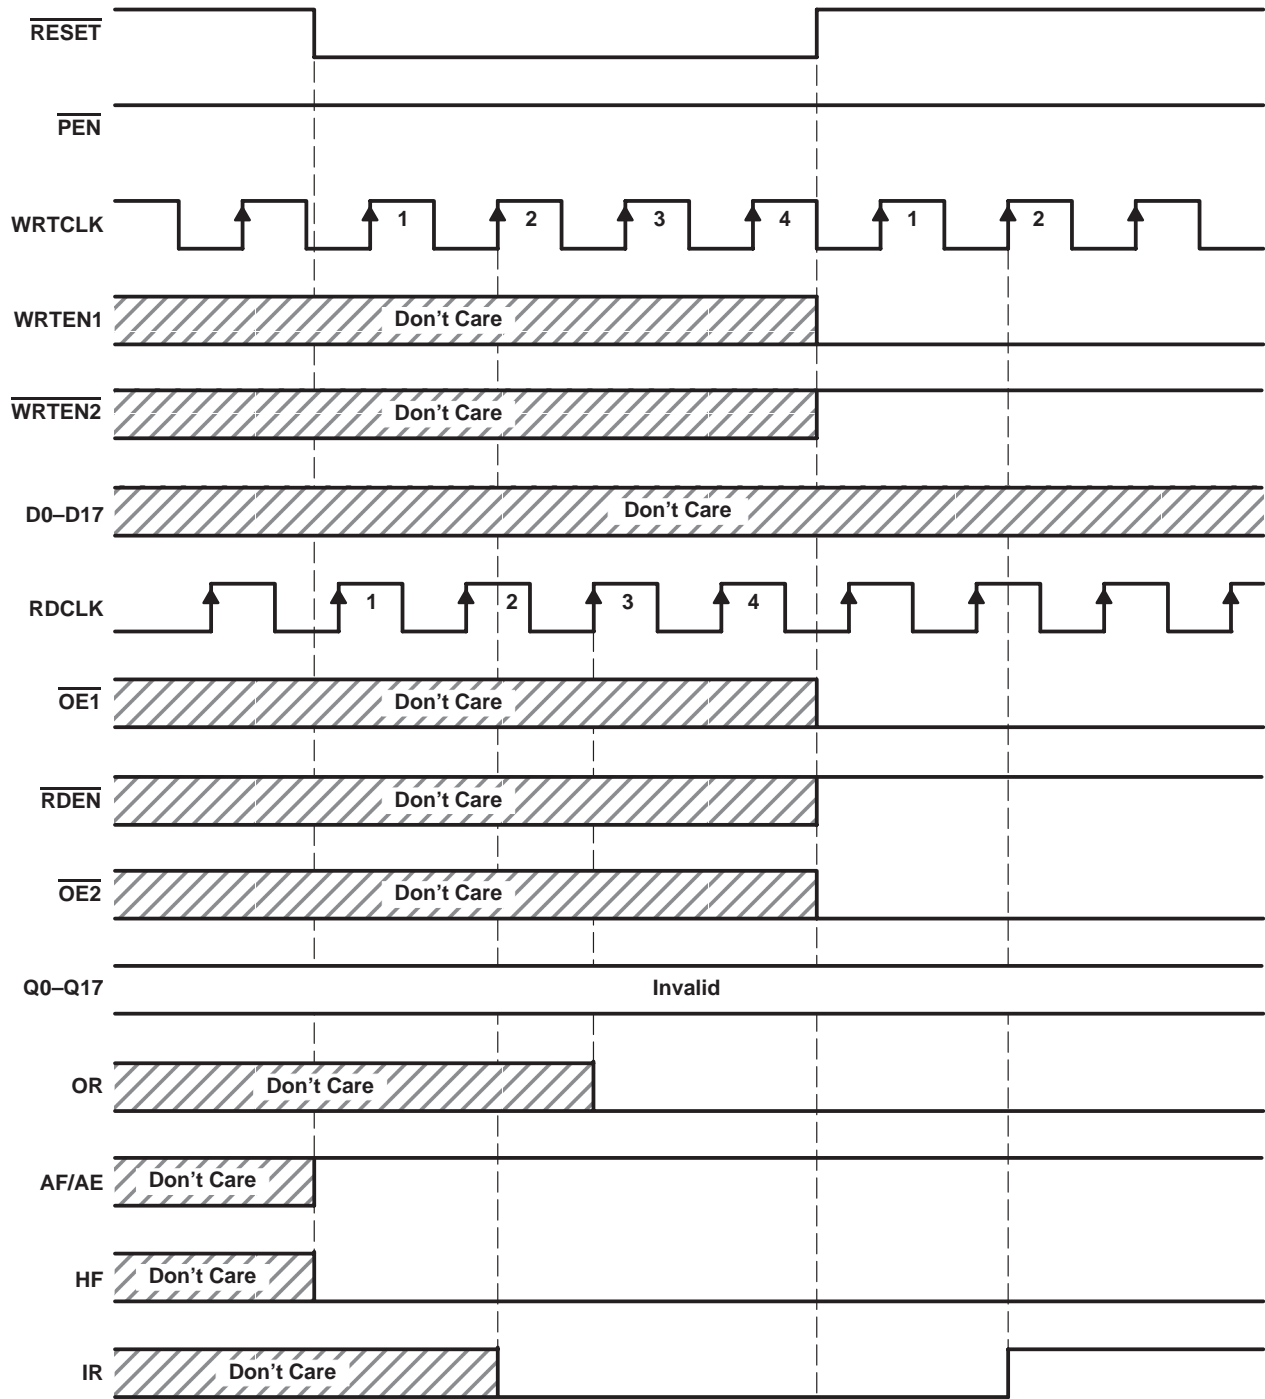 RESET
PEN
WRTCLK 1 2 3 4 1 2
WRTEN1 Don't Care
WRTEN2 Don't Care
D0–D17 Don't Care
RDCLK 1 2 3 4
OE1 Don't Care
RDEN Don't Care
OE2 Don't Care
Q0–Q17 Invalid
OR Don't Care
AF/AE Don't Care
HF Don't Care
IR Don't Care